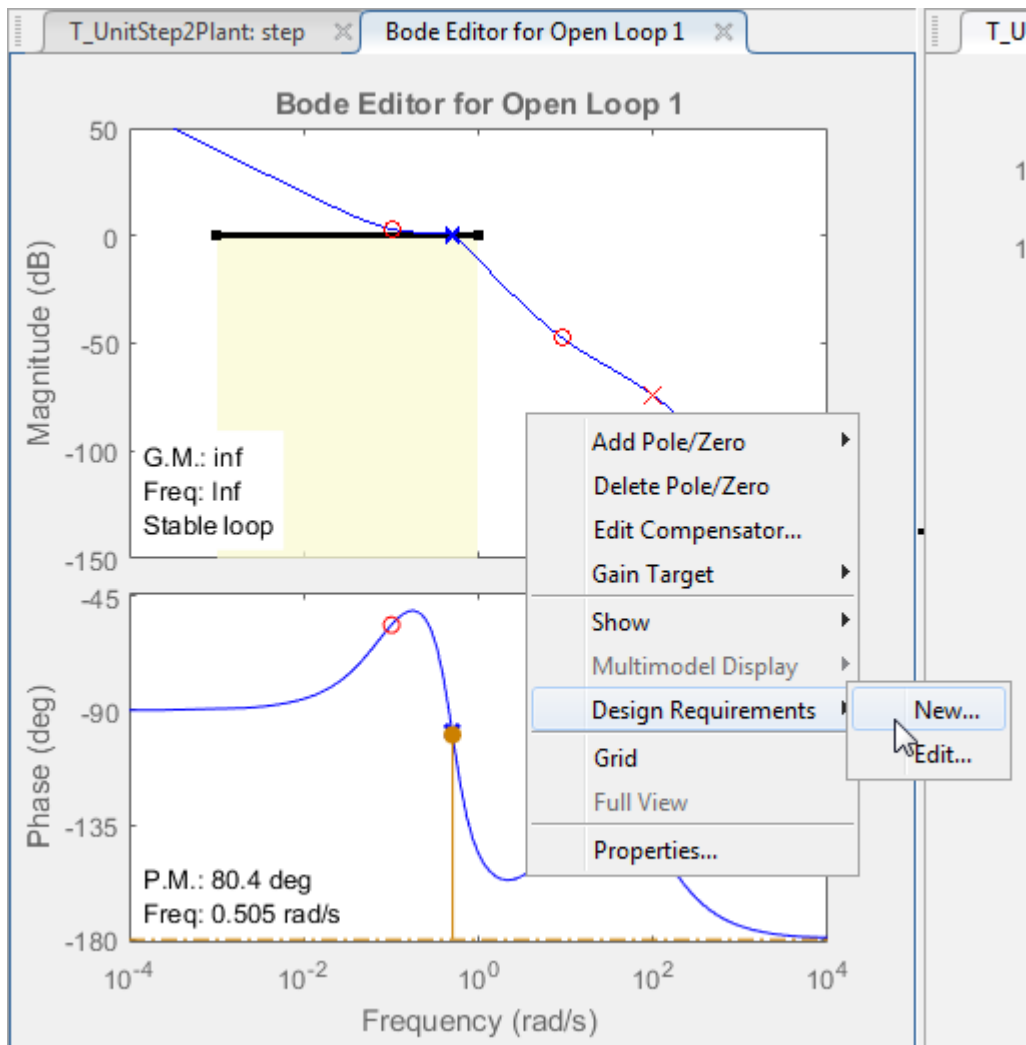 T_UnitStep2Plant: step
Bode Editor for Open Loop 1
T_U
Bode Editor for Open Loop 1
50
0
-50
-100
-150
Magnitude (dB)
G.M.: inf
Freq: Inf
Stable loop
1
1
Add Pole/Zero
Delete Pole/Zero
Edit Compensator...
Gain Target
Show
Multimodel Display
Design Requirements
Grid
Full View
Properties...
New...
Edit...
-45
-90
-135
-180
Phase (deg)
P.M.: 80.4 deg
Freq: 0.505 rad/s
10^-4
10^-2
10^0
10^2
10^4
Frequency (rad/s)